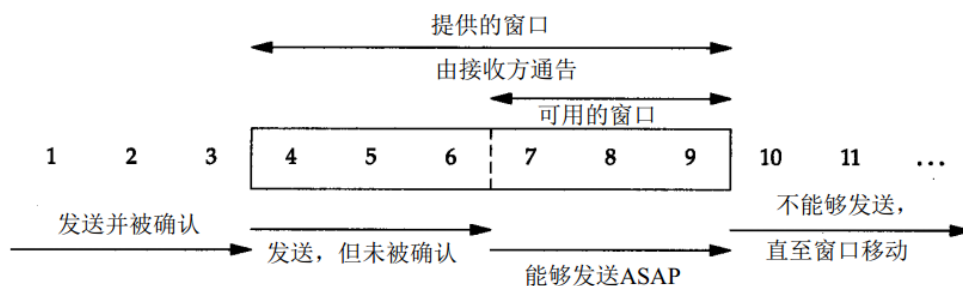 提供的窗口
由接收方通告
可用的窗口
1 2 3 4 5 6 7 8 9 10 11 ...
发送并被确认
发送，但未被确认
能够发送ASAP
不能够发送，
直至窗口移动